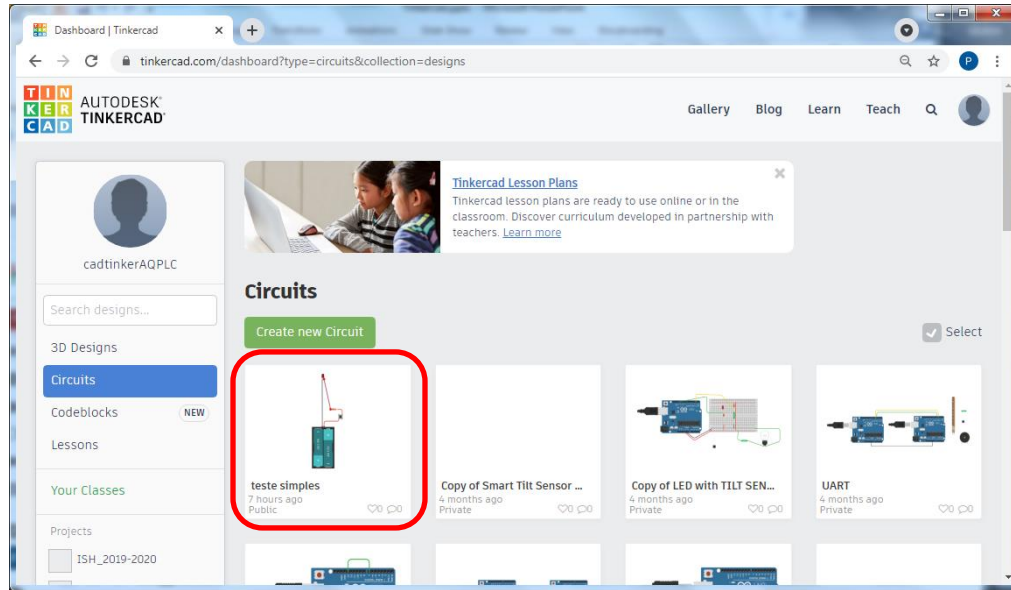 Dashboard | Tinkercad
tinkercad.com/dashboard?type=circuits&collection=designs
P
TIN
KER
CAD
AUTODESK®
TINKERCAD®
Gallery Blog Learn Teach
cadtinkerAQPLC
Search designs...
3D Designs
Circuits
Codeblocks NEW
Lessons
Your Classes
Projects
ISH_2019-2020
Tinkercad Lesson Plans
Tinkercad lesson plans are ready to use online or in the
classroom. Discover curriculum developed in partnership with
teachers. Learn more
Circuits
Create new Circuit
Select
teste simples
7 hours ago
Public 0 0
Copy of Smart Tilt Sensor ...
4 months ago
Private 0 0
Copy of LED with TILT SEN...
4 months ago
Private 0 0
UART
4 months ago
Private 0 0